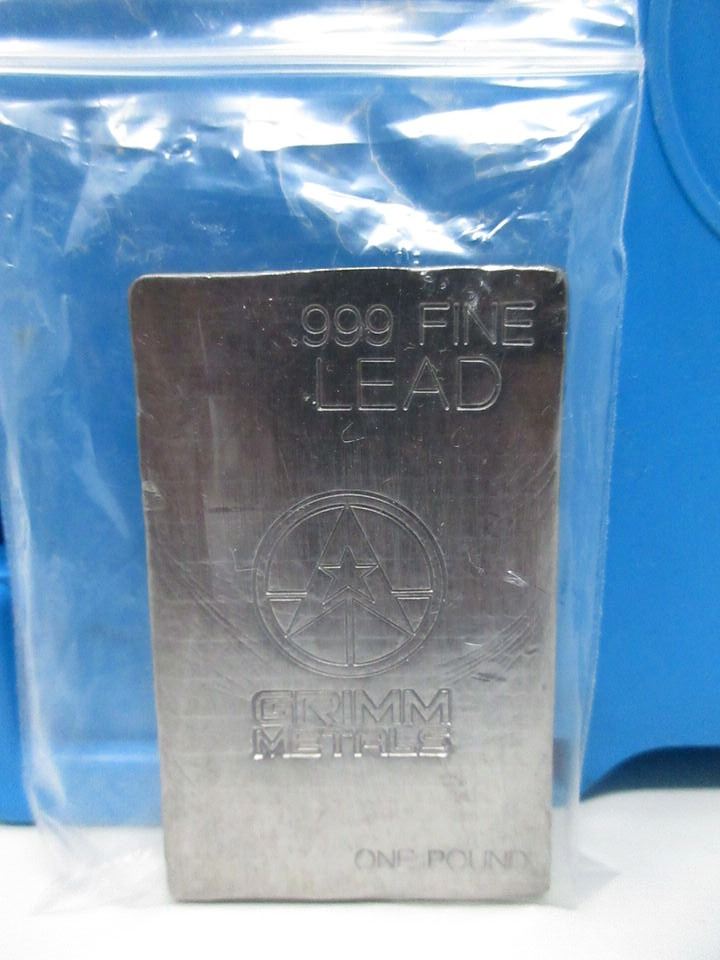 .999 FINE
LEAD
GRIMM
METALS
ONE POUND